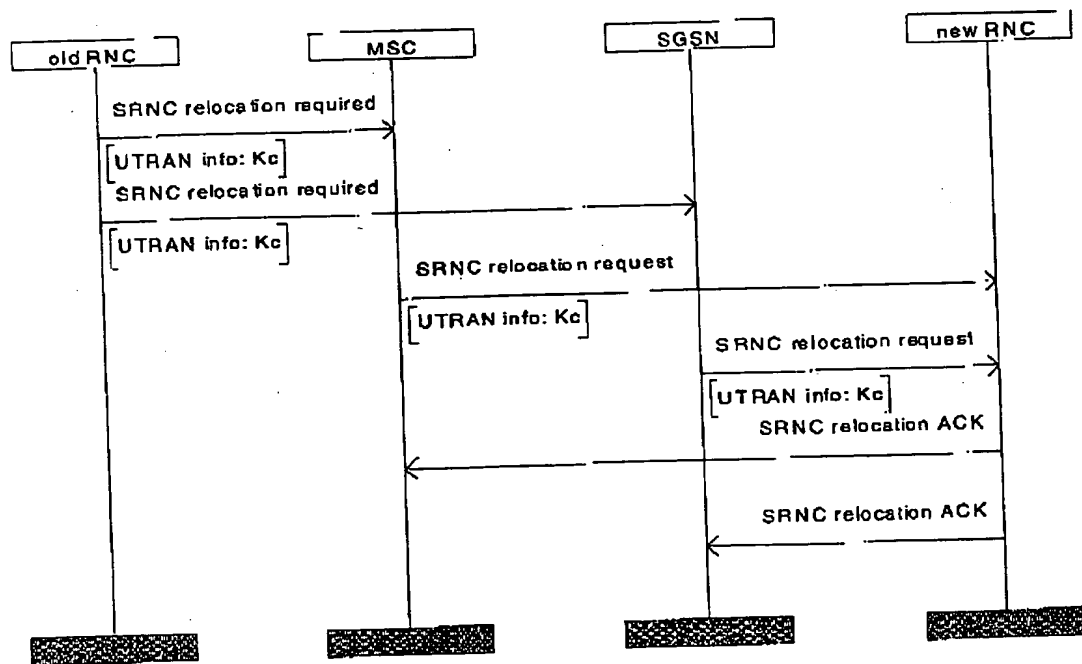 old RNC
MSC
SGSN
new RNC
SRNC relocation required
[UTRAN info: Kc]
SRNC relocation required
[UTRAN info: Kc]
SRNC relocation request
[UTRAN info: Kc]
SRNC relocation request
[UTRAN info: Kc]
SRNC relocation ACK
SRNC relocation ACK